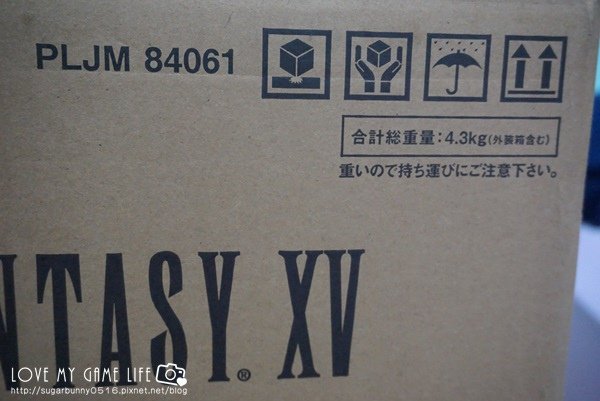 PLJM 84061
合計総重量:4.3kg(外装箱含む)
重いので持ち運びにご注意下さい。
NTASY® XV
LOVE MY GAME LIFE
http://sugarbunny0516.pixnet.net/blog